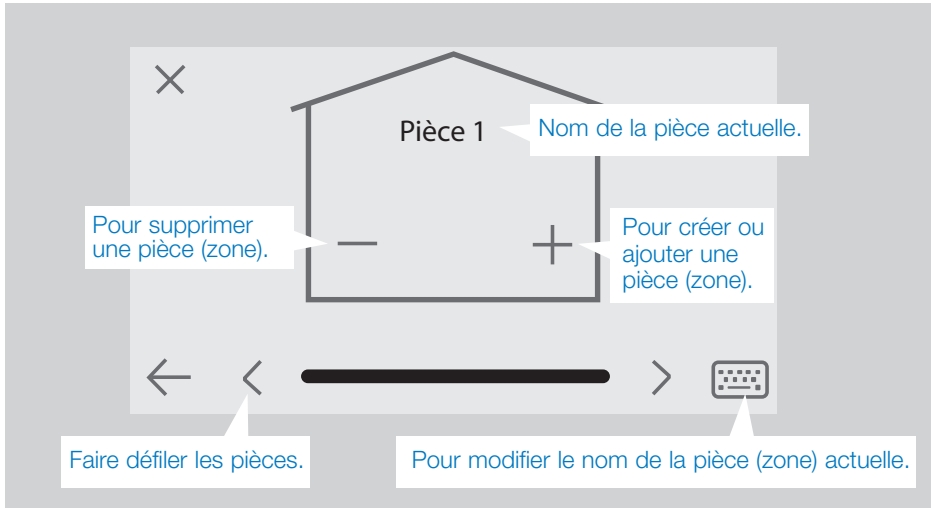 Pièce 1
Nom de la pièce actuelle.
Pour supprimer
une pièce (zone).
Pour créer ou
ajouter une
pièce (zone).
Faire défiler les pièces.
Pour modifier le nom de la pièce (zone) actuelle.